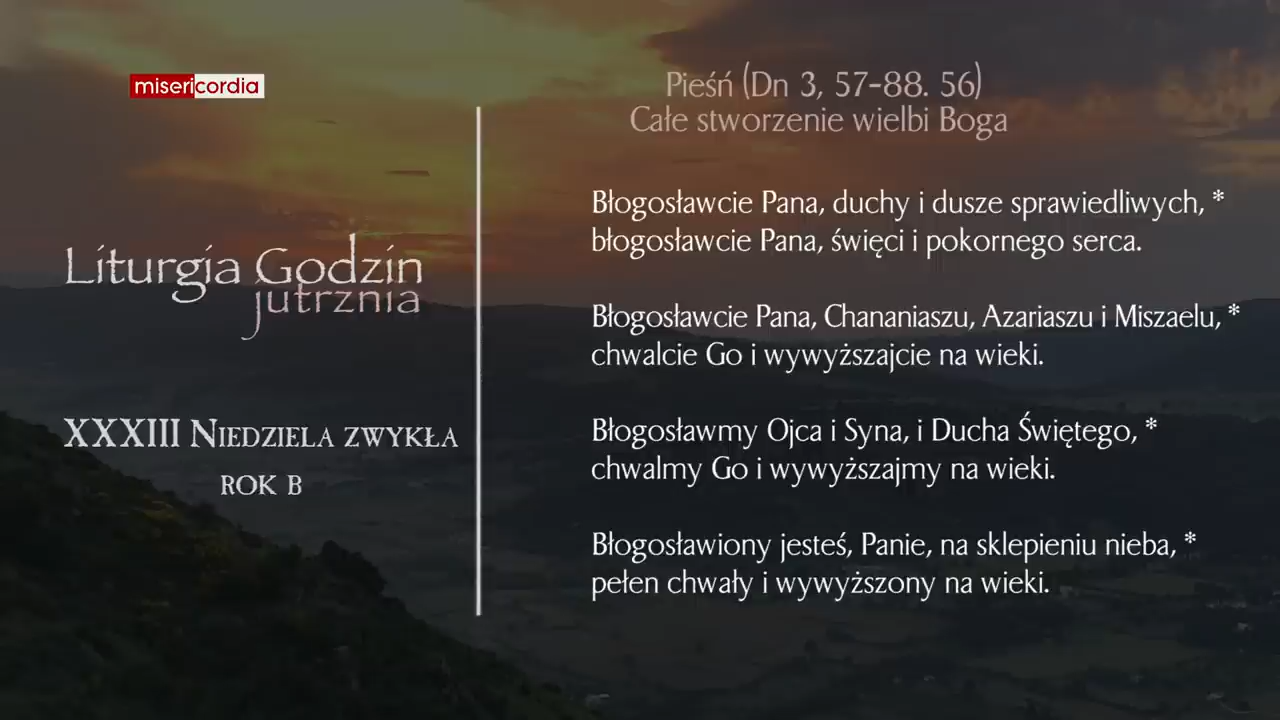 misericordia
Liturgia Godzin
jutrznia
XXXIII Niedziela zwykła
rok B
Pieśń (Dn 3, 57-88. 56)
Całe stworzenie wielbi Boga
Błogosławcie Pana, duchy i dusze sprawiedliwych, *
błogosławcie Pana, święci i pokornego serca.
Błogosławcie Pana, Chananiaszu, Azariaszu i Miszaelu, *
chwalcie Go i wywyższajcie na wieki.
Błogosławmy Ojca i Syna, i Ducha Świętego, *
chwalmy Go i wywyższajmy na wieki.
Błogosławiony jesteś, Panie, na sklepieniu nieba, *
pełen chwały i wywyższony na wieki.